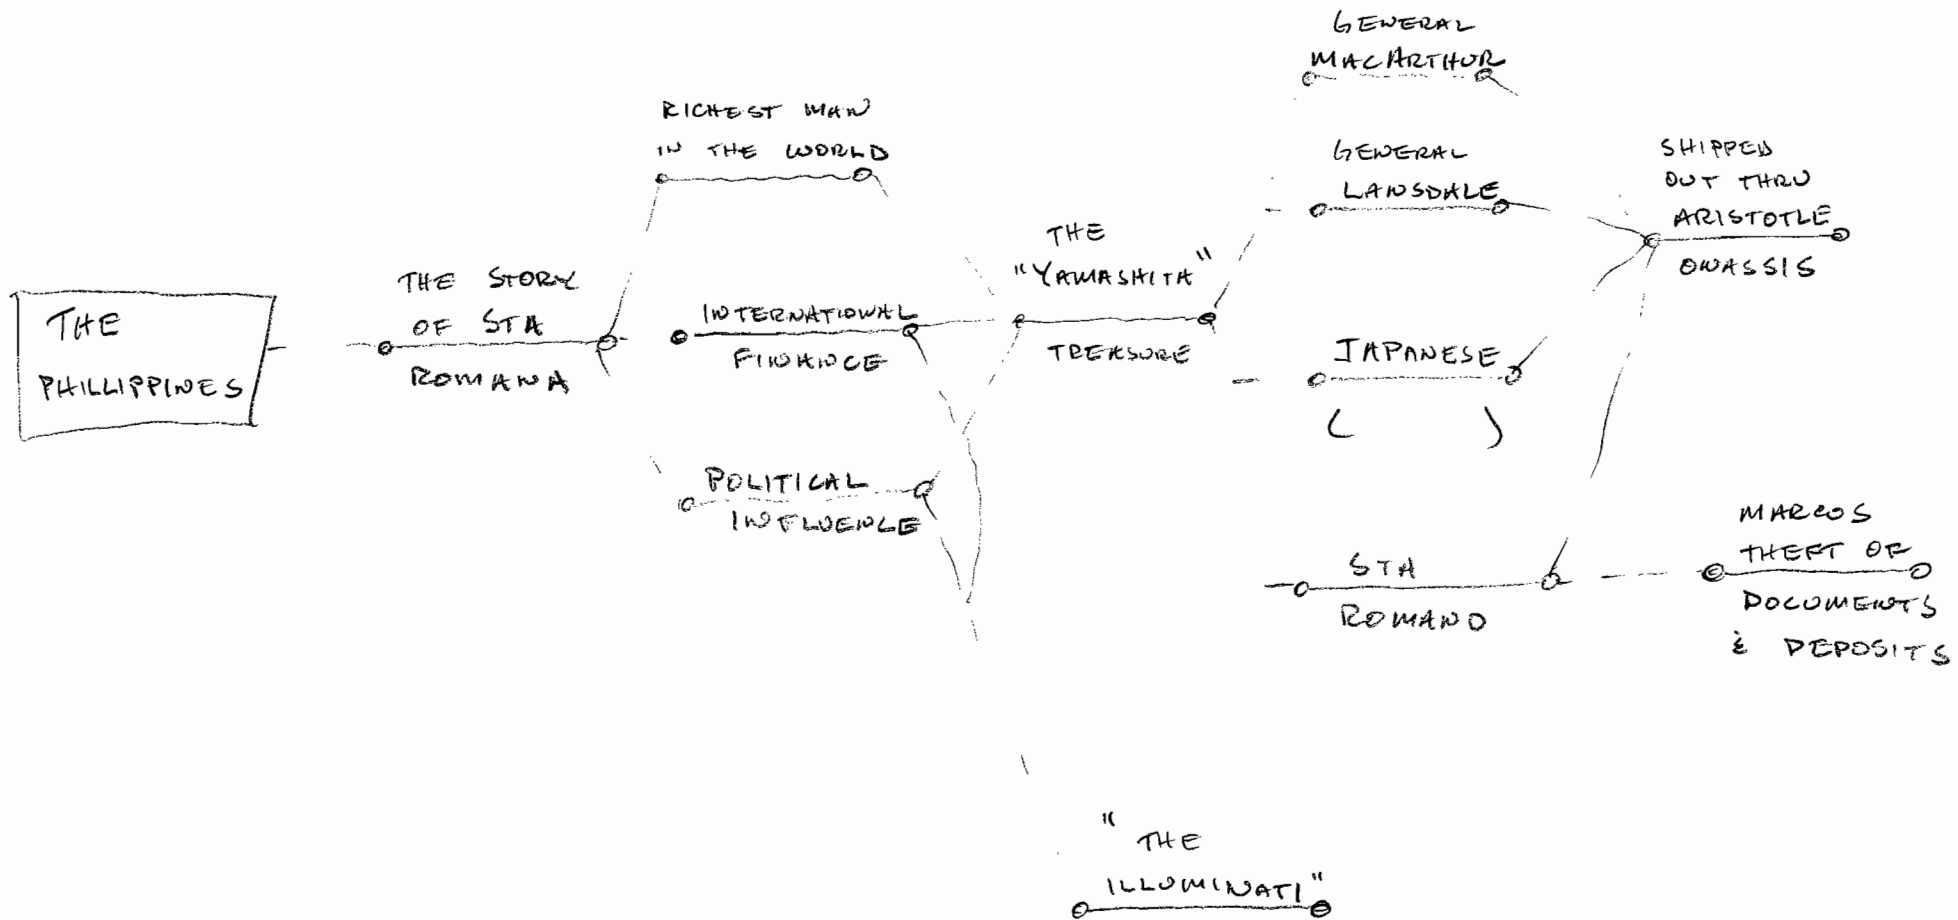 THE
PHILLIPPINES
THE STORY
OF STA
ROMANA
RICHEST MAN
IN THE WORLD
INTERNATIONAL
FINANCE
POLITICAL
INFLUENCE
THE
"YAMASHITA"
TREASURE
GENERAL
MACARTHUR
GENERAL
LANSDALE
JAPANESE
( )
STA
ROMANO
SHIPPED
OUT THRU
ARISTOTLE
ONASSIS
MARCOS
THEFT OF
DOCUMENTS
& DEPOSITS
"THE
ILLUMINATI"